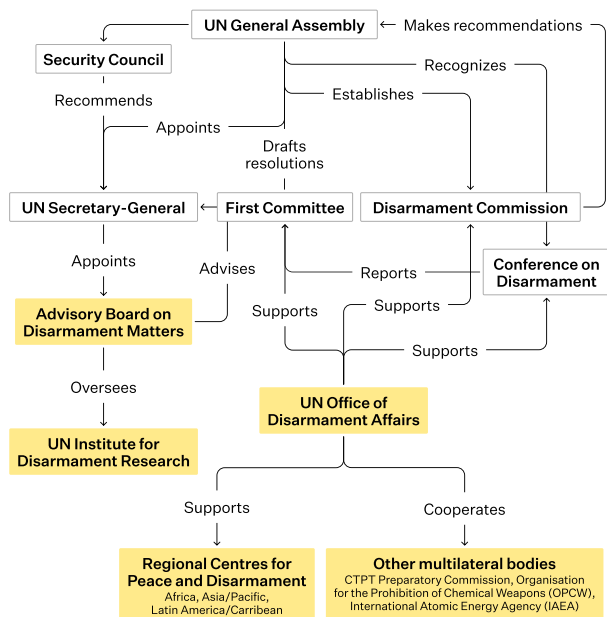 UN General Assembly
Makes recommendations
Security Council
Recognizes
Recommends
Establishes
Appoints
Drafts
resolutions
UN Secretary-General
First Committee
Disarmament Commission
Appoints
Advises
Reports
Conference on
Disarmament
Advisory Board on
Disarmament Matters
Supports
Supports
Supports
Oversees
UN Office of
Disarmament Affairs
UN Institute for
Disarmament Research
Supports
Cooperates
Regional Centres for
Peace and Disarmament
Africa, Asia/Pacific,
Latin America/Carribean
Other multilateral bodies
CTPT Preparatory Commission, Organisation
for the Prohibition of Chemical Weapons (OPCW),
International Atomic Energy Agency (IAEA)